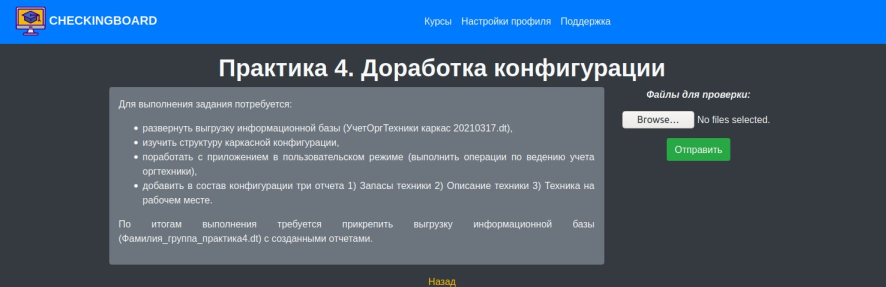 CHECKINGBOARD
Курсы Настройки профиля Поддержка
Практика 4. Доработка конфигурации
Для выполнения задания потребуется:
развернуть выгрузку информационной базы (УчетОргТехники каркас 20210317.dt),
изучить структуру каркасной конфигурации,
поработать с приложением в пользовательском режиме (выполнить операции по ведению учета
оргтехники),
добавить в состав конфигурации три отчета 1) Запасы техники 2) Описание техники 3) Техника на
рабочем месте.
По итогам выполнения требуется прикрепить выгрузку информационной базы
(Фамилия_группа_практика4.dt) с созданными отчетами.
Файлы для проверки:
Browse... No files selected.
Отправить
Назад